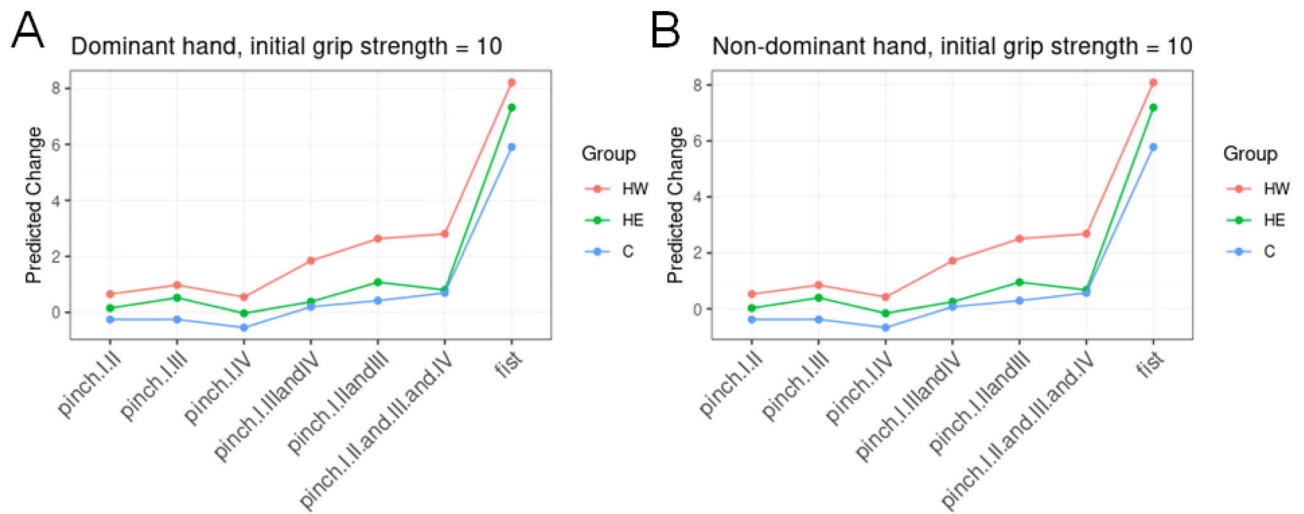 A
Dominant hand, initial grip strength = 10
Predicted Change
8
6
4
2
0
pinch.I.II
pinch.I.III
pinch.I.IV
pinch.I.IIIandIV
pinch.I.IIandIII
pinch.I.II.and.III.and.IV
fist
Group
HW
HE
C
B
Non-dominant hand, initial grip strength = 10
Predicted Change
8
6
4
2
0
pinch.I.II
pinch.I.III
pinch.I.IV
pinch.I.IIIandIV
pinch.I.IIandIII
pinch.I.II.and.III.and.IV
fist
Group
HW
HE
C